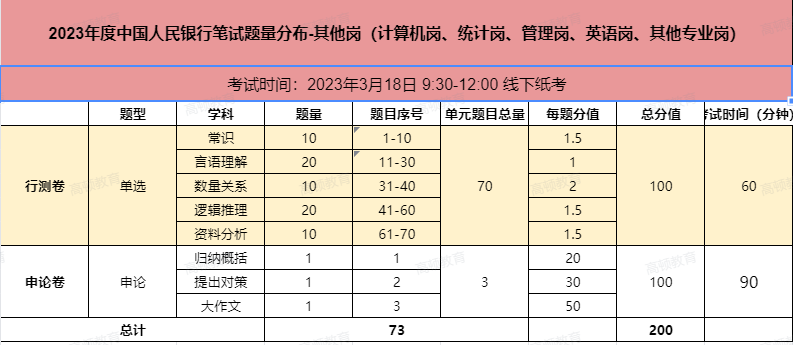 2023年度中国人民银行笔试题量分布-其他岗（计算机岗、统计岗、管理岗、英语岗、其他专业岗）
考试时间：2023年3月18日 9:30-12:00 线下纸考
题型 学科 题量 题目序号 单元题目总量 每题分值 总分值 考试时间（分钟）
行测卷 单选 常识 10 1-10 70 1.5 100 60
言语理解 20 11-30 1
数量关系 10 31-40 2
逻辑推理 20 41-60 1.5
资料分析 10 61-70 1.5
申论卷 申论 归纳概括 1 1 3 20 100 90
提出对策 1 2 30
大作文 1 3 50
总计 73 200
高顿教育